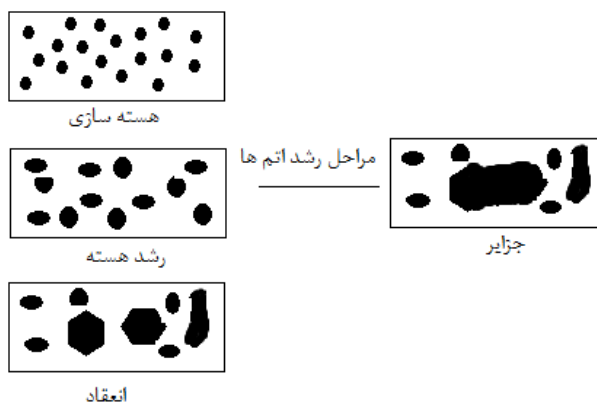 هسته سازی
رشد هسته
انعقاد
مراحل رشد اتم ها
جزایر